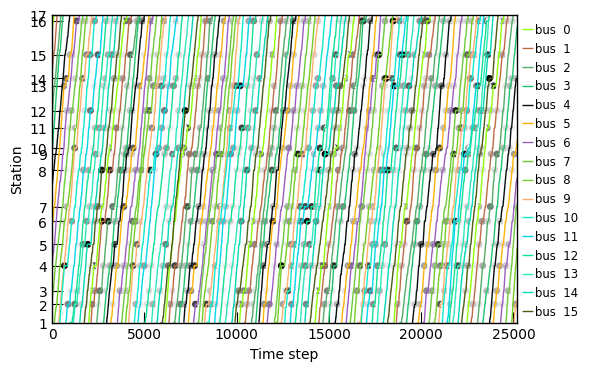 17
16
15
14
13
12
11
10
9
8
7
6
5
4
3
2
1
Station
0
5000
10000
15000
20000
25000
Time step
bus 0
bus 1
bus 2
bus 3
bus 4
bus 5
bus 6
bus 7
bus 8
bus 9
bus 10
bus 11
bus 12
bus 13
bus 14
bus 15